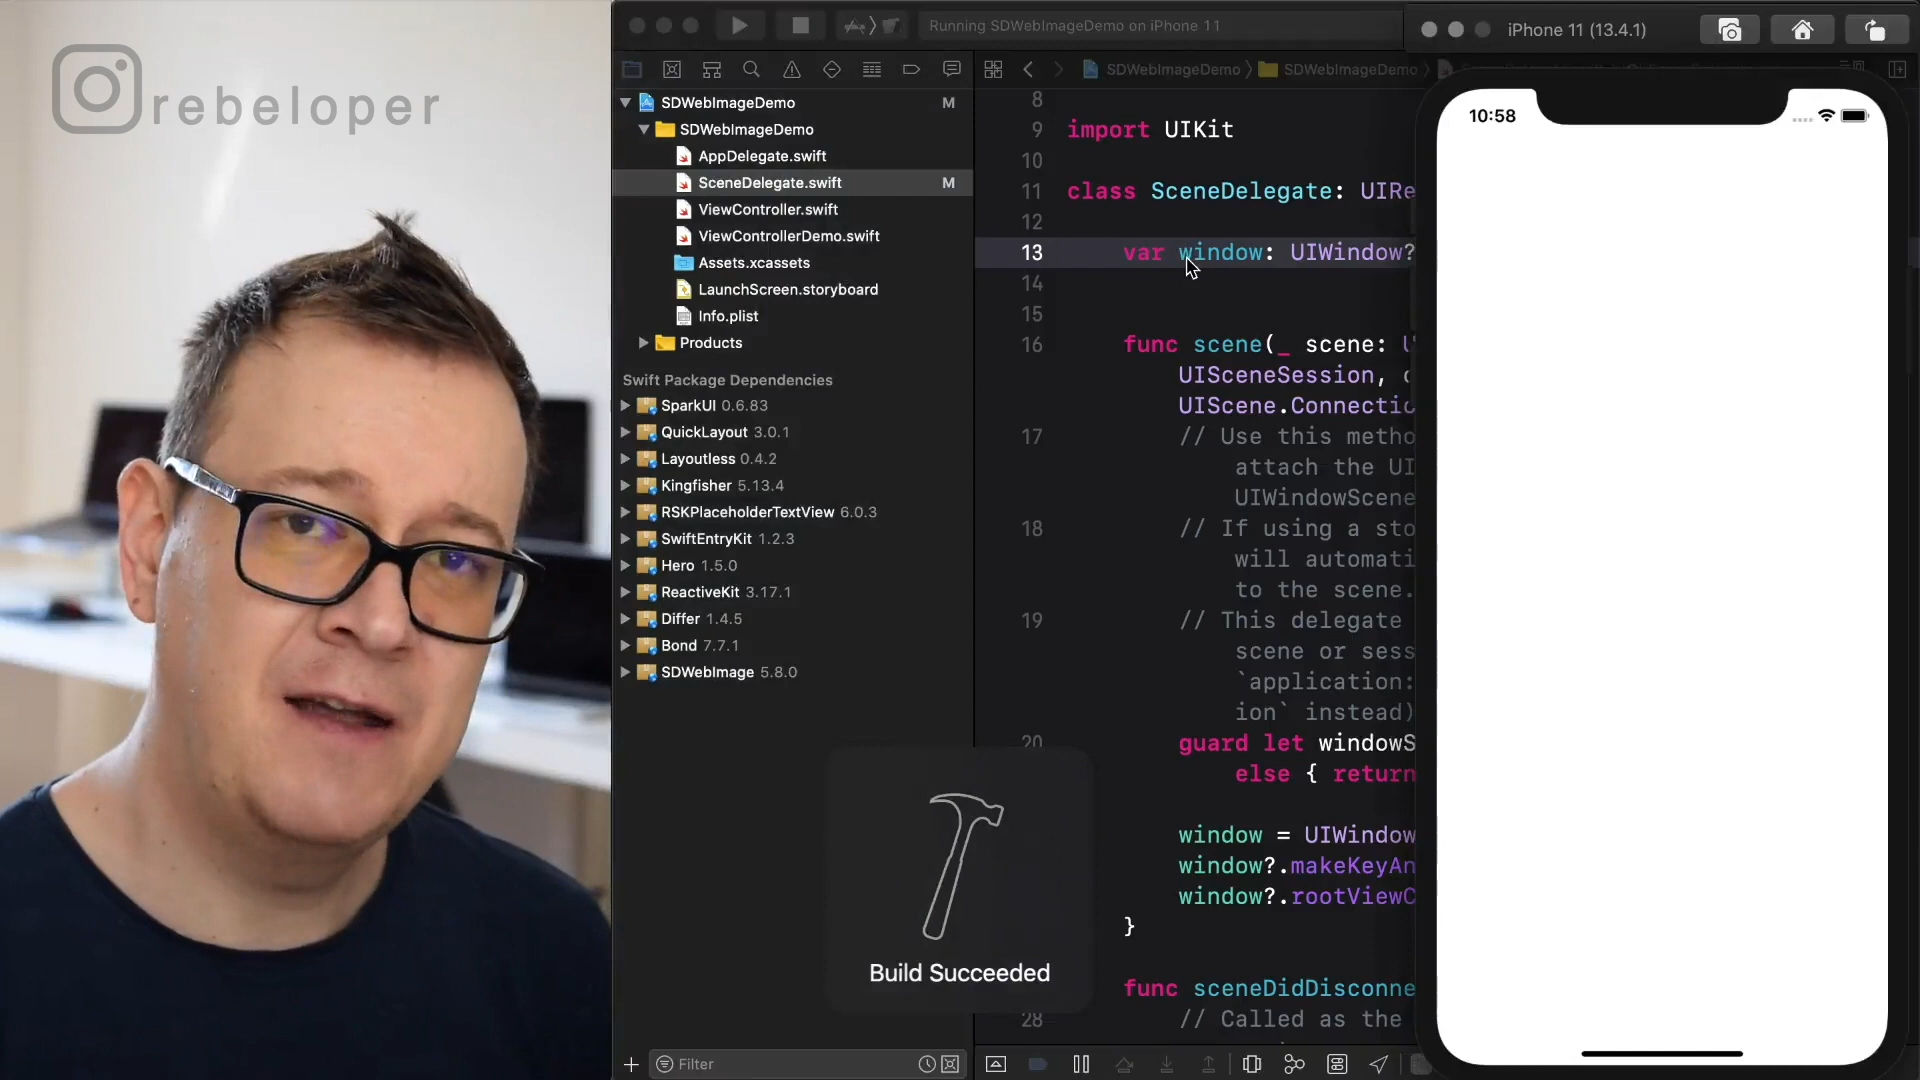 rebeloper
Running SDWebImageDemo on iPhone 11
iPhone 11 (13.4.1)
SDWebImageDemo
SDWebImageDemo
SDWebImageDemo M
SDWebImageDemo
AppDelegate.swift
SceneDelegate.swift M
ViewController.swift
ViewControllerDemo.swift
Assets.xcassets
LaunchScreen.storyboard
Info.plist
Products
Swift Package Dependencies
SparkUI 0.6.83
QuickLayout 3.0.1
Layoutless 0.4.2
Kingfisher 5.13.4
RSKPlaceholderTextView 6.0.3
SwiftEntryKit 1.2.3
Hero 1.5.0
ReactiveKit 3.17.1
Differ 1.4.5
Bond 7.7.1
SDWebImage 5.8.0
Filter
8
9 import UIKit
10
11 class SceneDelegate: UIRe
12
13 var window: UIWindow?
14
15
16 func scene(_ scene: U
UISceneSession, c
UIScene.Connectic
17 // Use this metho
attach the UI
UIWindowScene
18 // If using a sto
will automati
to the scene.
19 // This delegate
scene or sess
`application:
ion` instead)
20 guard let windowS
else { return
window = UIWindow
window?.makeKeyAn
window?.rootViewC
}
func sceneDidDisconne
28 // Called as the
Build Succeeded
10:58